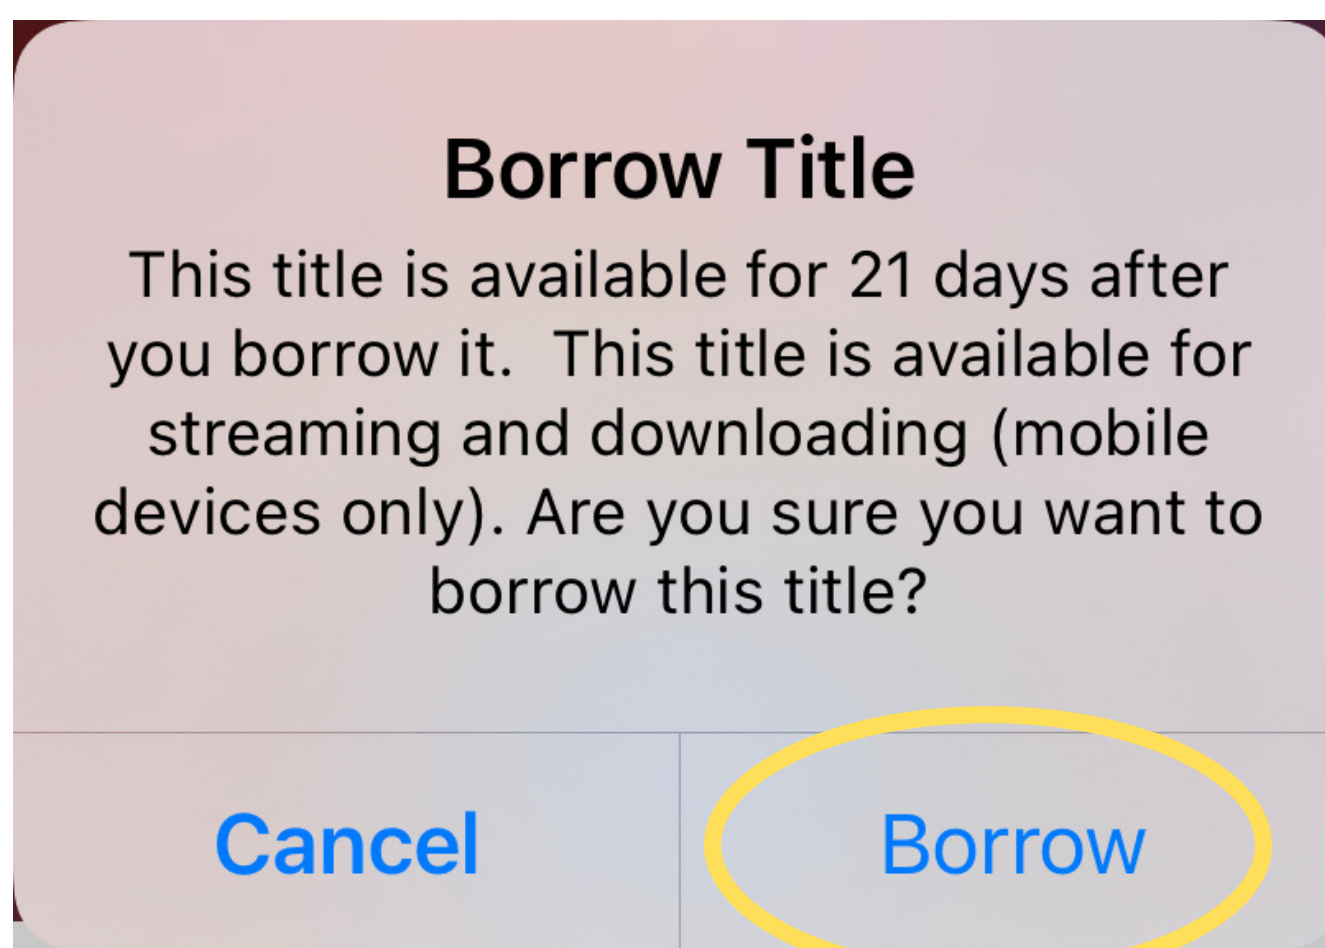 Borrow Title
This title is available for 21 days after
you borrow it.  This title is available for
streaming and downloading (mobile
devices only). Are you sure you want to
borrow this title?
Cancel
Borrow